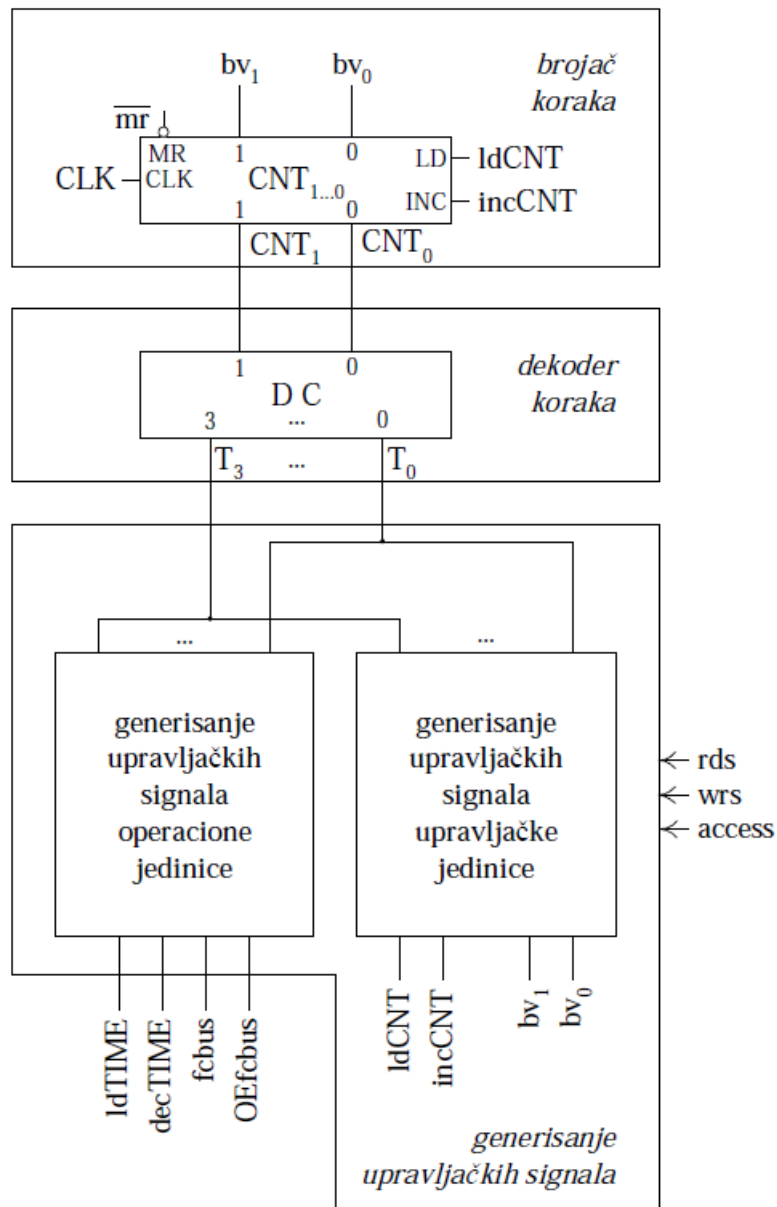 bv₁ bv₀
brojač
koraka
mr
MR 1 0 LD ldCNT
CLK CLK CNT₁...₀
1 0 INC incCNT
CNT₁ CNT₀
1 0
D C
3 ... 0
dekoder
koraka
T₃ ... T₀
... ...
generisanje
upravljačkih
signala
operacione
jedinice
generisanje
upravljačkih
signala
upravljačke
jedinice
rds
wrs
access
ldTIME
decTIME
fcbus
OEfcbus
ldCNT
incCNT
bv₁
bv₀
generisanje
upravljačkih signala